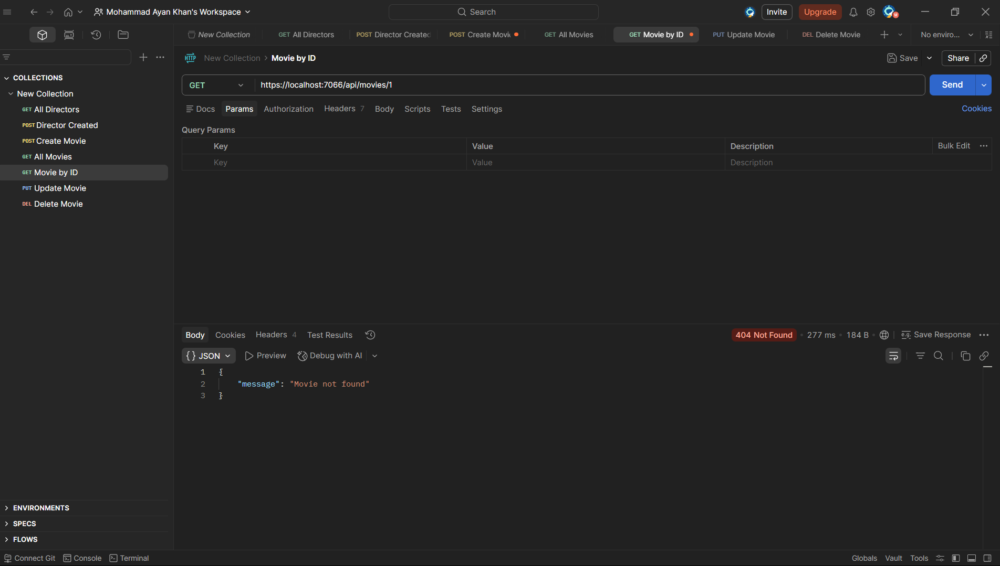 Mohammad Ayan Khan's Workspace
Search
Invite
Upgrade
M
New Collection
GET All Directors
POST Director Created
POST Create Movi
GET All Movies
GET Movie by ID
PUT Update Movie
DEL Delete Movie
No enviro...
HTTP New Collection > Movie by ID
Save
Share
COLLECTIONS
New Collection
GET All Directors
POST Director Created
POST Create Movie
GET All Movies
GET Movie by ID
PUT Update Movie
DEL Delete Movie
GET
https://localhost:7066/api/movies/1
Send
Docs
Params
Authorization
Headers 7
Body
Scripts
Tests
Settings
Cookies
Query Params
Key
Value
Description
Bulk Edit
Key
Value
Description
Body
Cookies
Headers 4
Test Results
404 Not Found
277 ms
184 B
e.g. Save Response
{} JSON
Preview
Debug with AI
1 {
2 "message": "Movie not found"
3 }
ENVIRONMENTS
SPECS
FLOWS
Connect Git
Console
Terminal
Globals
Vault
Tools